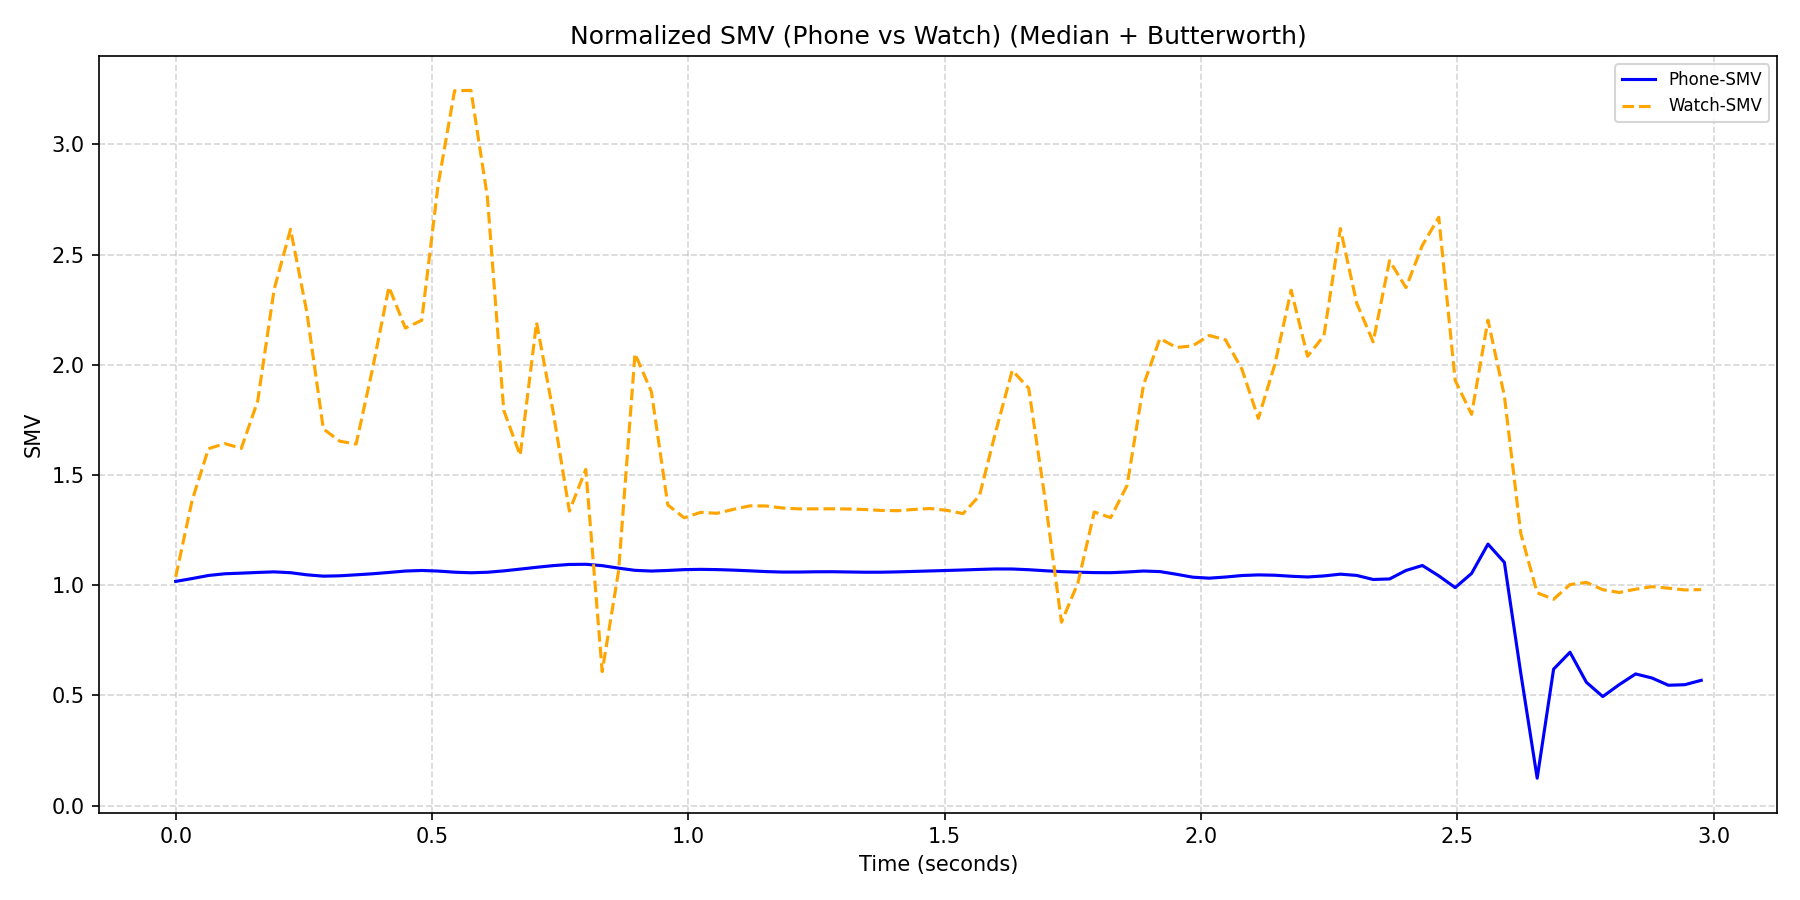 Normalized SMV (Phone vs Watch) (Median + Butterworth)
Phone-SMV
Watch-SMV
SMV
3.0
2.5
2.0
1.5
1.0
0.5
0.0
0.0 0.5 1.0 1.5 2.0 2.5 3.0
Time (seconds)